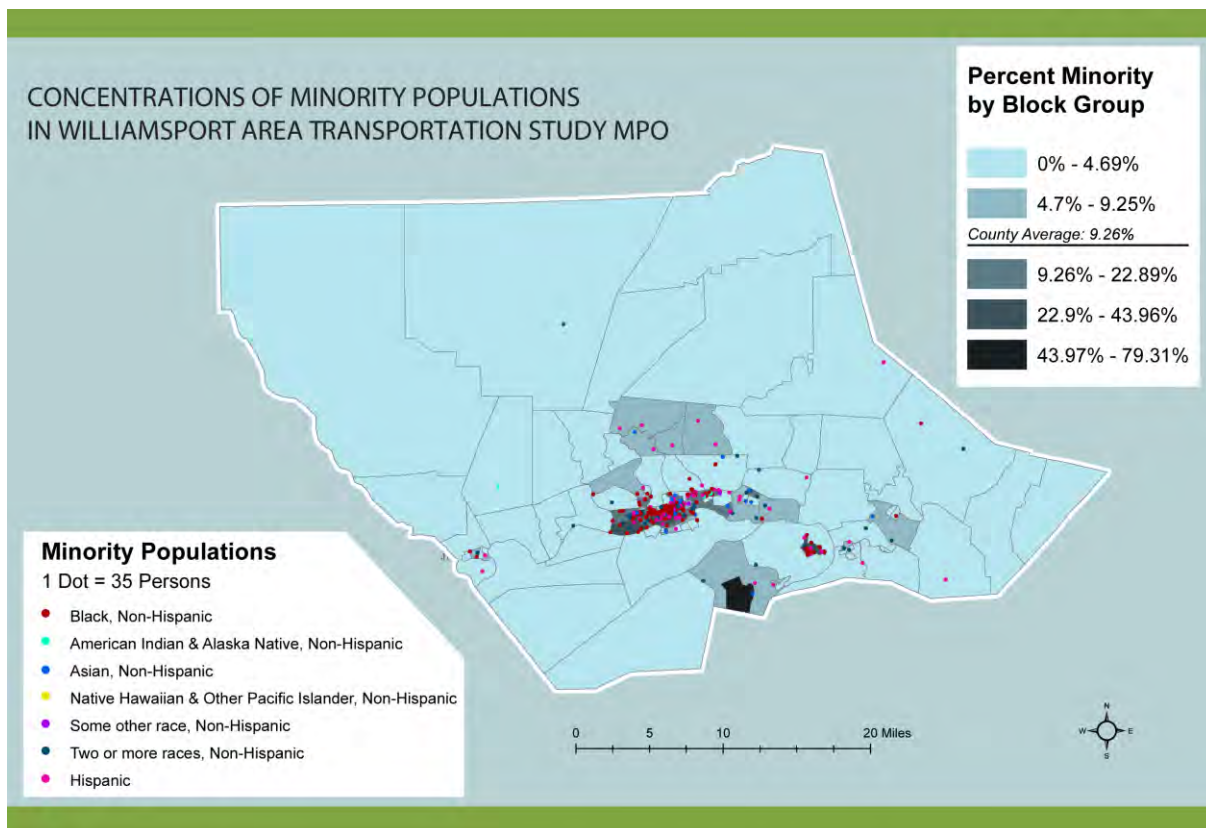 CONCENTRATIONS OF MINORITY POPULATIONS
IN WILLIAMSPORT AREA TRANSPORTATION STUDY MPO
Percent Minority
by Block Group
0% - 4.69%
4.7% - 9.25%
County Average: 9.26%
9.26% - 22.89%
22.9% - 43.96%
43.97% - 79.31%
Minority Populations
1 Dot = 35 Persons
Black, Non-Hispanic
American Indian & Alaska Native, Non-Hispanic
Asian, Non-Hispanic
Native Hawaiian & Other Pacific Islander, Non-Hispanic
Some other race, Non-Hispanic
Two or more races, Non-Hispanic
Hispanic
0 5 10 20 Miles
N
W E
S